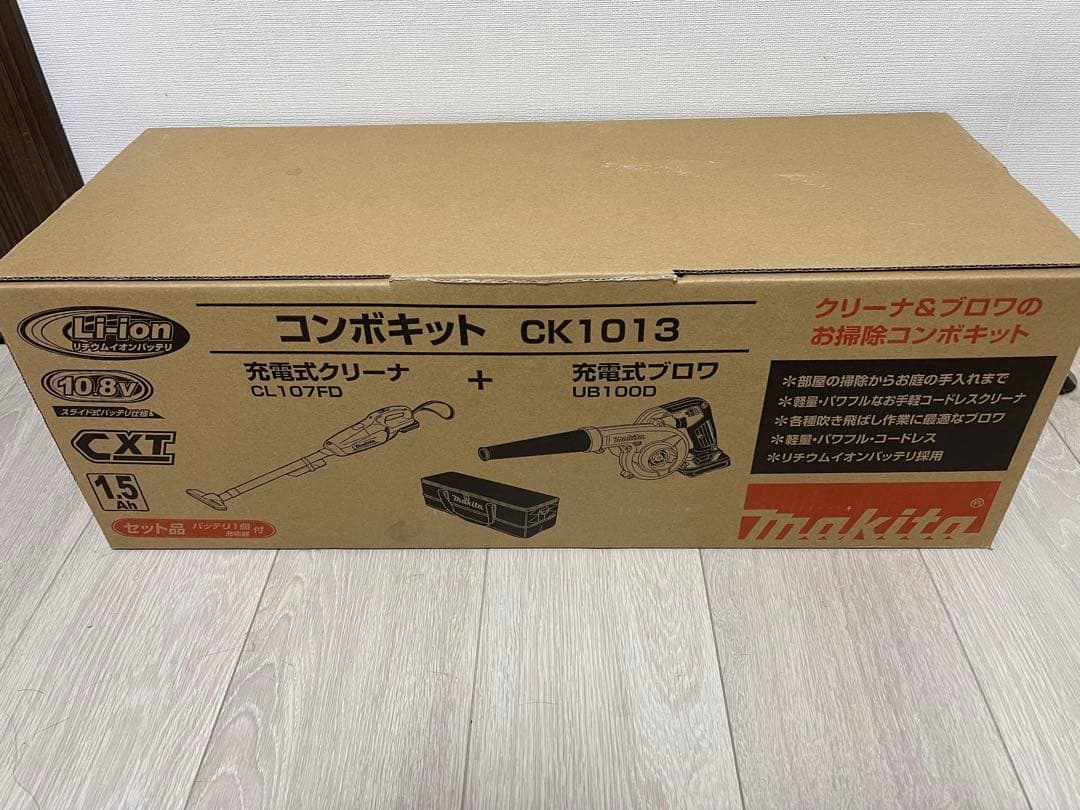 Li-ion
リチウムイオンバッテリ
10.8V
スライド式バッテリ仕様
CXT
1.5
Ah
セット品 バッテリ1個
充電器 付
コンボキット CK1013
充電式クリーナ
CL107FD
+
充電式ブロワ
UB100D
makita
makita
makita
クリーナ&ブロワの
お掃除コンボキット
*部屋の掃除からお庭の手入れまで
*軽量・パワフルなお手軽コードレスクリーナ
*各種吹き飛ばし作業に最適なブロワ
*軽量・パワフル・コードレス
*リチウムイオンバッテリ採用
makita®